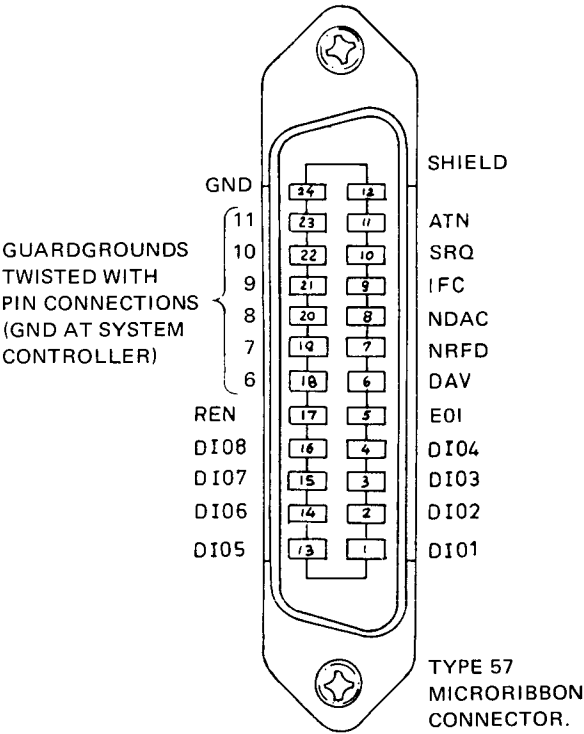 SHIELD
GND 24 12
11 23 11 ATN
10 22 10 SRQ
9 21 9 IFC
8 20 8 NDAC
7 19 7 NRFD
6 18 6 DAV
REN 17 5 EOI
DIO8 16 4 DIO4
DIO7 15 3 DIO3
DIO6 14 2 DIO2
DIO5 13 1 DIO1
GUARDGROUNDS
TWISTED WITH
PIN CONNECTIONS
(GND AT SYSTEM
CONTROLLER)
TYPE 57
MICRORIBBON
CONNECTOR.